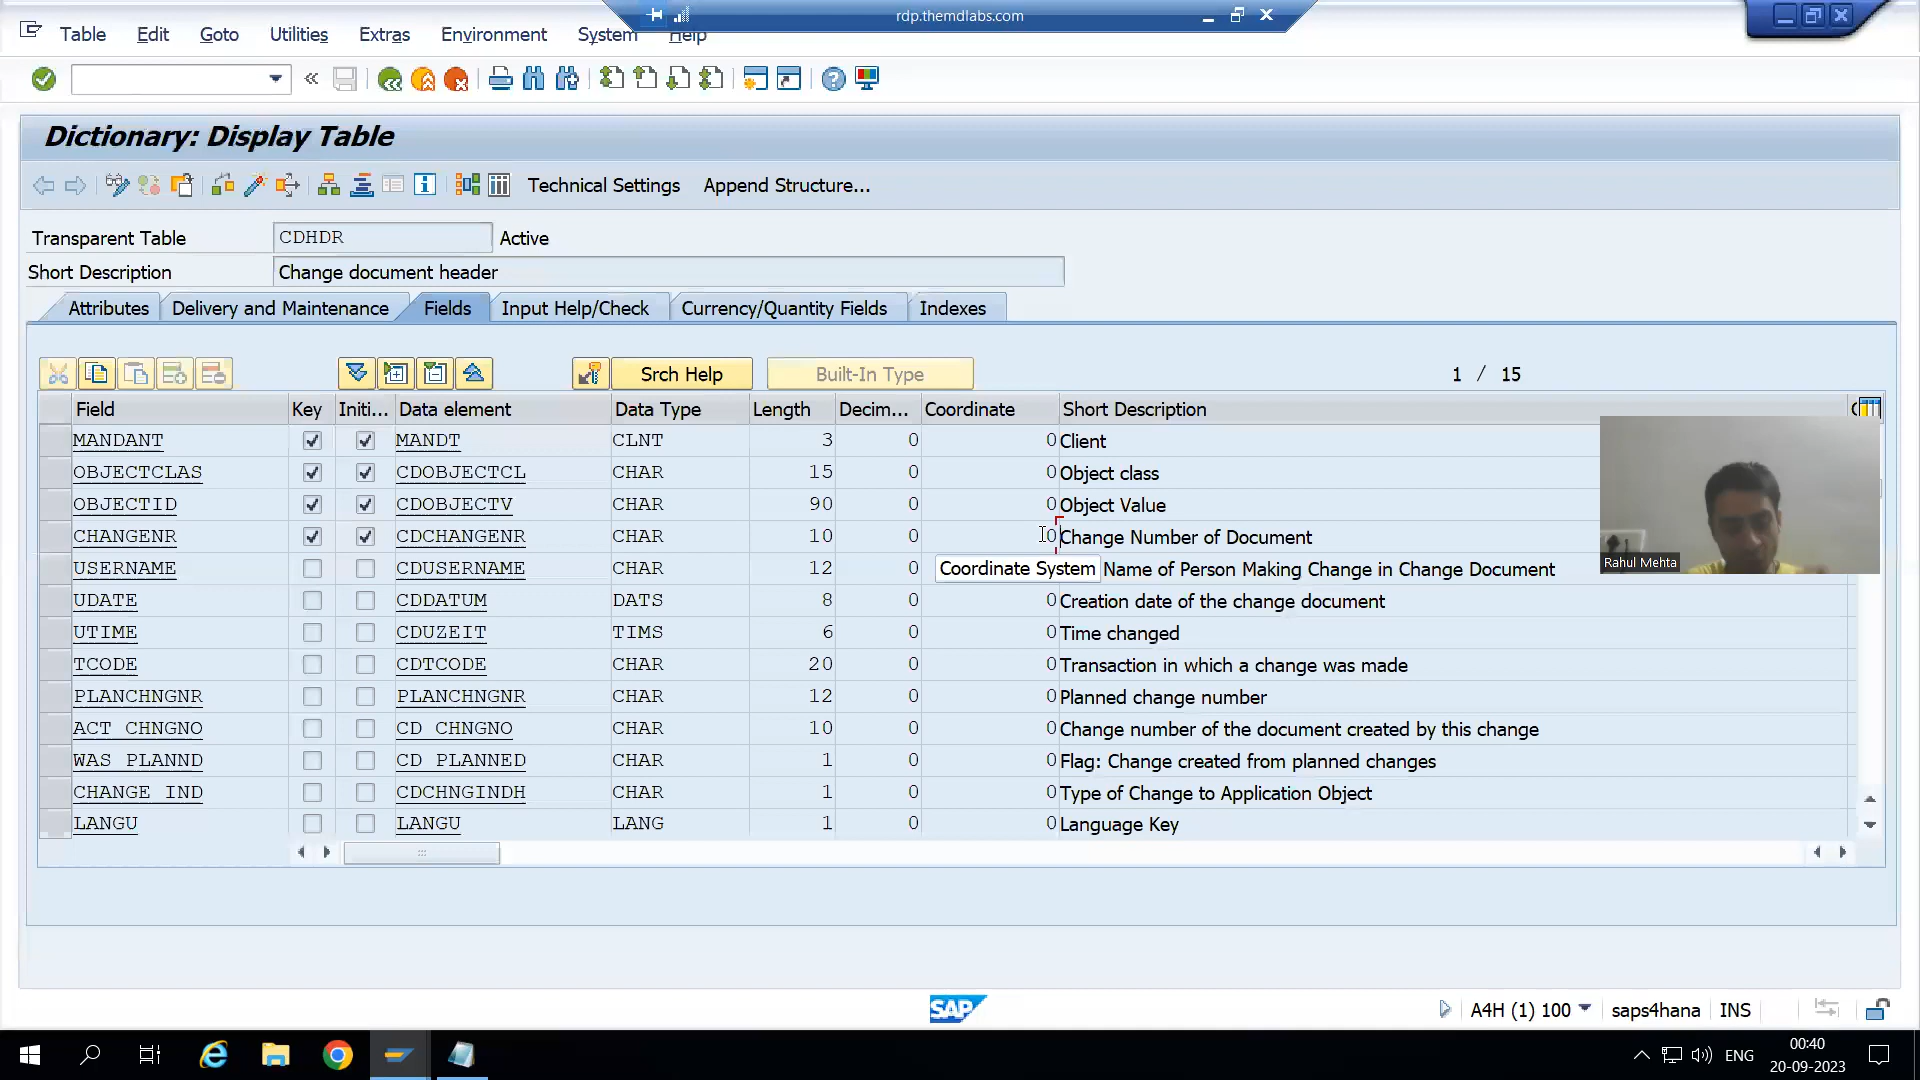 rdp.themdlabs.com
Table Edit Goto Utilities Extras Environment System Help
Dictionary: Display Table
Technical Settings Append Structure...
Transparent Table CDHDR Active
Short Description Change document header
Attributes Delivery and Maintenance Fields Input Help/Check Currency/Quantity Fields Indexes
Srch Help Built-In Type 1 / 15
Field Key Initi... Data element Data Type Length Decim... Coordinate Short Description
MANDANT MANDT CLNT 3 0 0 Client
OBJECTCLAS CDOBJECTCL CHAR 15 0 0 Object class
OBJECTID CDOBJECTV CHAR 90 0 0 Object Value
CHANGENR CDCHANGENR CHAR 10 0 0 Change Number of Document
USERNAME CDUSERNAME CHAR 12 0 Coordinate System Name of Person Making Change in Change Document
UDATE CDDATUM DATS 8 0 0 Creation date of the change document
UTIME CDUZEIT TIMS 6 0 0 Time changed
TCODE CDTCODE CHAR 20 0 0 Transaction in which a change was made
PLANCHNGNR PLANCHNGNR CHAR 12 0 0 Planned change number
ACT_CHNGNO CD_CHNGNO CHAR 10 0 0 Change number of the document created by this change
WAS_PLANND CD_PLANNED CHAR 1 0 0 Flag: Change created from planned changes
CHANGE_IND CDCHNGINDH CHAR 1 0 0 Type of Change to Application Object
LANGU LANGU LANG 1 0 0 Language Key
Rahul Mehta
SAP
A4H (1) 100 saps4hana INS
ENG
00:40
20-09-2023